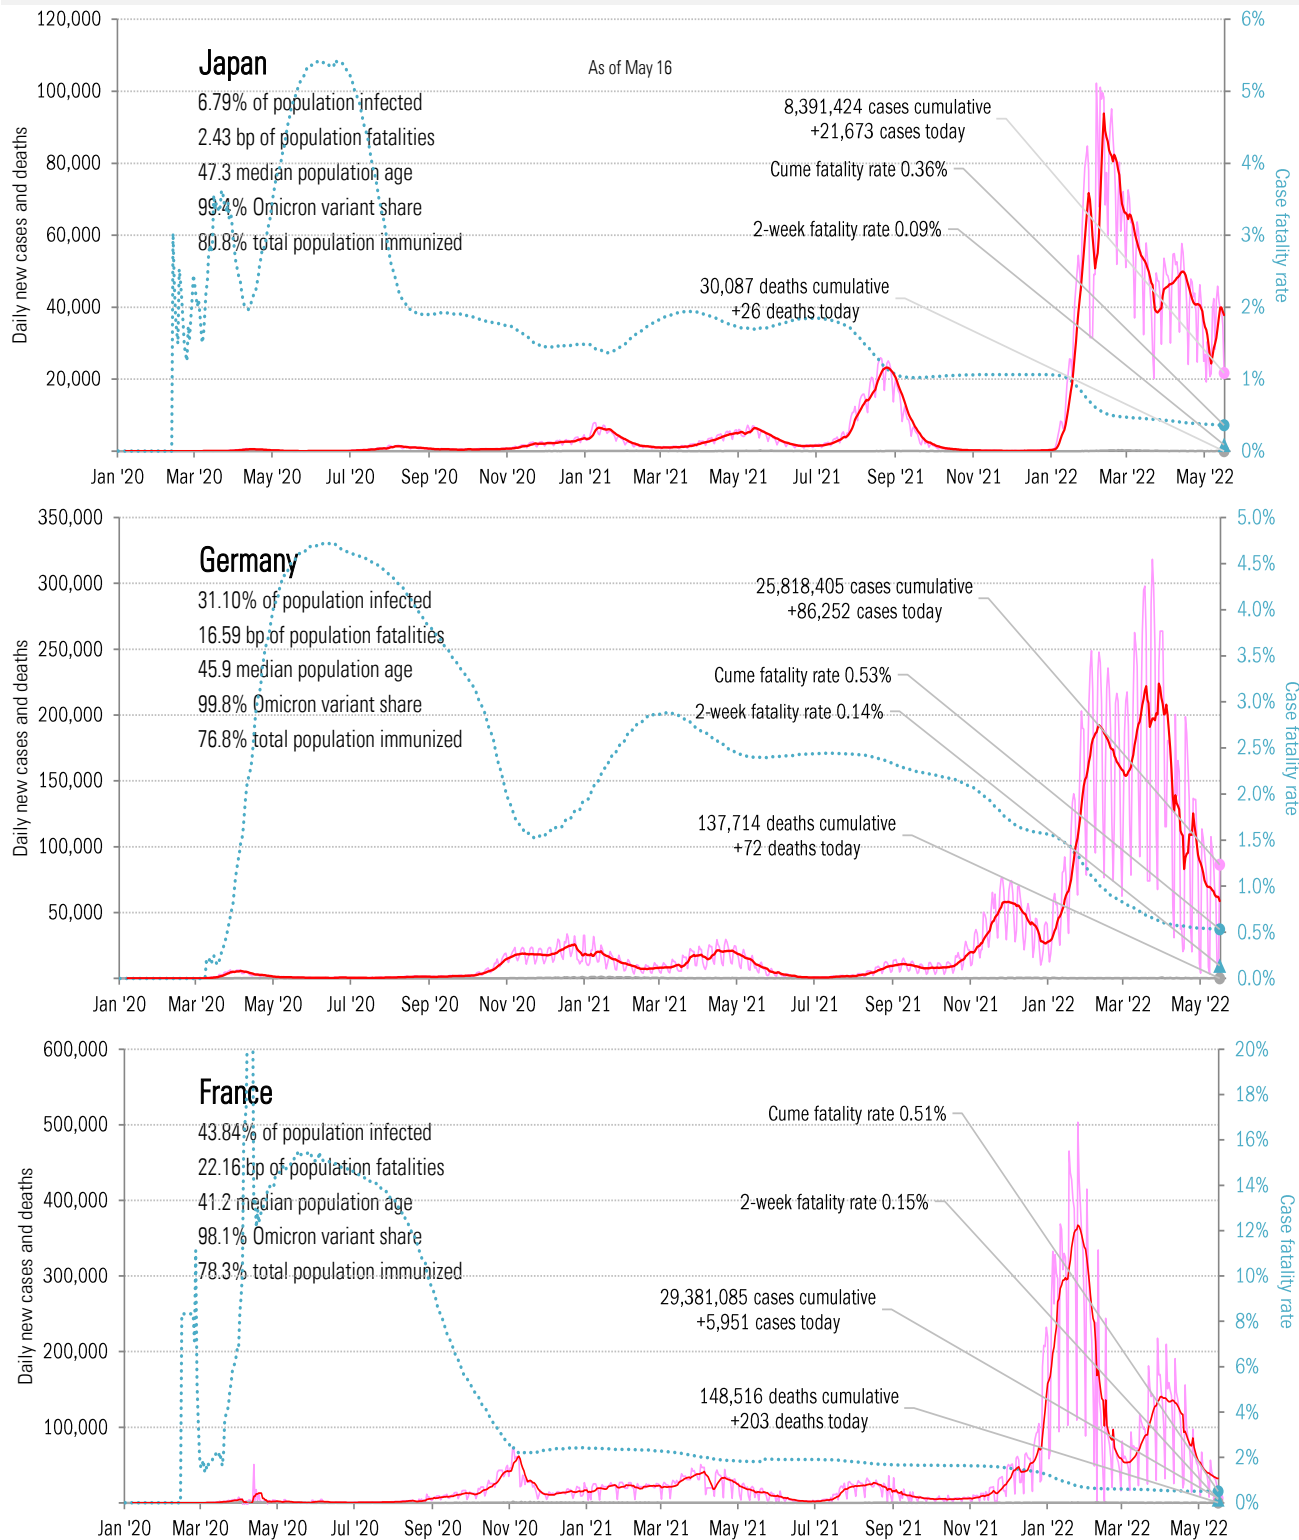 120,000
6%
Japan
As of May 16
6.79% of population infected
100,000
5%
8,391,424 cases cumulative
+21,673 cases today
2.43 bp of population fatalities
80,000
4%
Cume fatality rate 0.36%
47.3 median population age
99.4% Omicron variant share
60,000
3%
2-week fatality rate 0.09%
80.8% total population immunized
30,087 deaths cumulative
+26 deaths today
40,000
2%
20,000
1%
0%
Daily new cases and deaths
Case fatality rate
Jan '20 Mar '20 May '20 Jul '20 Sep '20 Nov '20 Jan '21 Mar '21 May '21 Jul '21 Sep '21 Nov '21 Jan '22 Mar '22 May '22
350,000
5.0%
Germany
4.5%
300,000
25,818,405 cases cumulative
+86,252 cases today
31.10% of population infected
4.0%
16.59 bp of population fatalities
250,000
3.5%
45.9 median population age
Cume fatality rate 0.53%
99.8% Omicron variant share
3.0%
200,000
2-week fatality rate 0.14%
76.8% total population immunized
2.5%
150,000
2.0%
137,714 deaths cumulative
+72 deaths today
1.5%
100,000
1.0%
50,000
0.5%
0.0%
Daily new cases and deaths
Case fatality rate
Jan '20 Mar '20 May '20 Jul '20 Sep '20 Nov '20 Jan '21 Mar '21 May '21 Jul '21 Sep '21 Nov '21 Jan '22 Mar '22 May '22
600,000
20%
France
18%
Cume fatality rate 0.51%
500,000
43.84% of population infected
16%
22.16 bp of population fatalities
14%
400,000
41.2 median population age
2-week fatality rate 0.15%
98.1% Omicron variant share
12%
300,000
78.3% total population immunized
10%
29,381,085 cases cumulative
+5,951 cases today
8%
200,000
6%
148,516 deaths cumulative
+203 deaths today
4%
100,000
2%
0%
Daily new cases and deaths
Case fatality rate
Jan '20 Mar '20 May '20 Jul '20 Sep '20 Nov '20 Jan '21 Mar '21 May '21 Jul '21 Sep '21 Nov '21 Jan '22 Mar '22 May '22